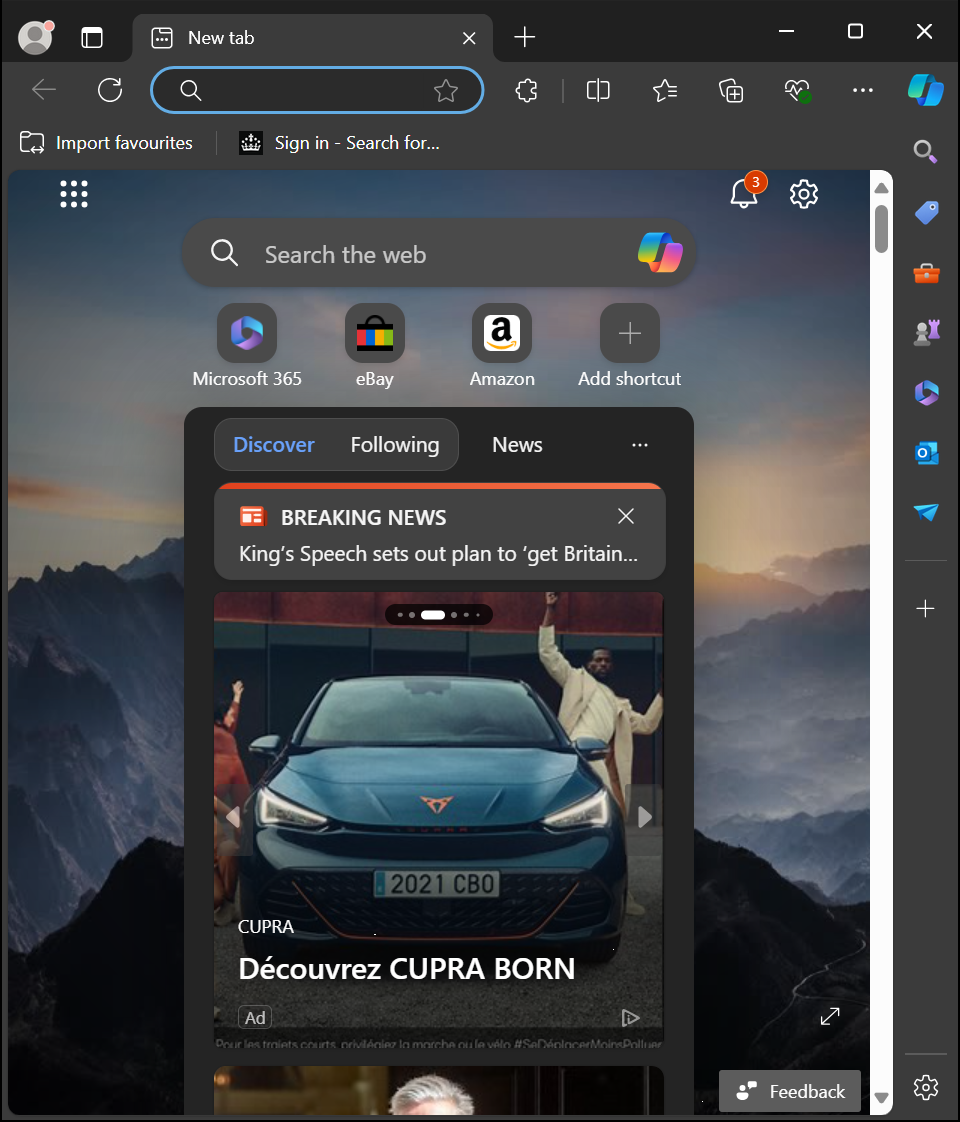 New tab
Import favourites
Sign in - Search for...
3
Search the web
a
Microsoft 365
eBay
Amazon
Add shortcut
Discover
Following
News
BREAKING NEWS
King's Speech sets out plan to ‘get Britain...
CUPRA
2021 CBO
CUPRA
Découvrez CUPRA BORN
Ad
Pour les trajets courts, privilégiez la marche ou le vélo #SeDéplacerMoinsPolluer
Feedback